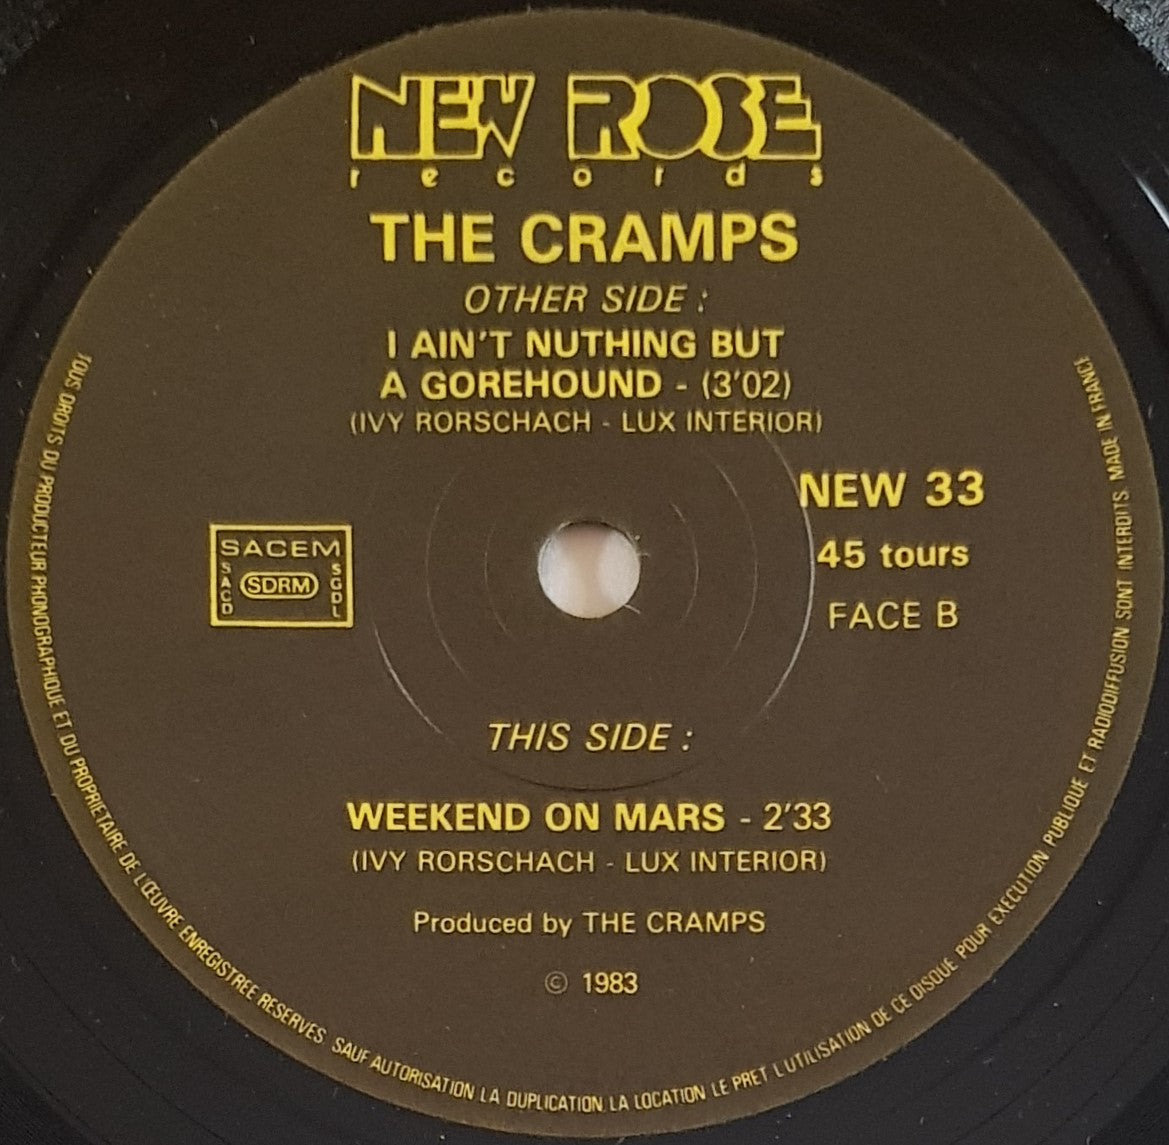 NEW ROSE
records
THE CRAMPS
OTHER SIDE :
I AIN'T NUTHING BUT
A GOREHOUND - (3'02)
(IVY RORSCHACH - LUX INTERIOR)
NEW 33
45 tours
FACE B
SACEM
SACD
SDRM
SGDL
THIS SIDE :
WEEKEND ON MARS - 2'33
(IVY RORSCHACH - LUX INTERIOR)
Produced by THE CRAMPS
© 1983
TOUS DROITS DU PRODUCTEUR PHONOGRAPHIQUE ET DU PROPRIETAIRE DE L'ŒUVRE ENREGISTREE RESERVES. SAUF AUTORISATION LA DUPLICATION, LA LOCATION LE PRET L'UTILISATION DE CE DISQUE POUR EXECUTION PUBLIQUE ET RADIODIFFUSION SONT INTERDITS. MADE IN FRANCE